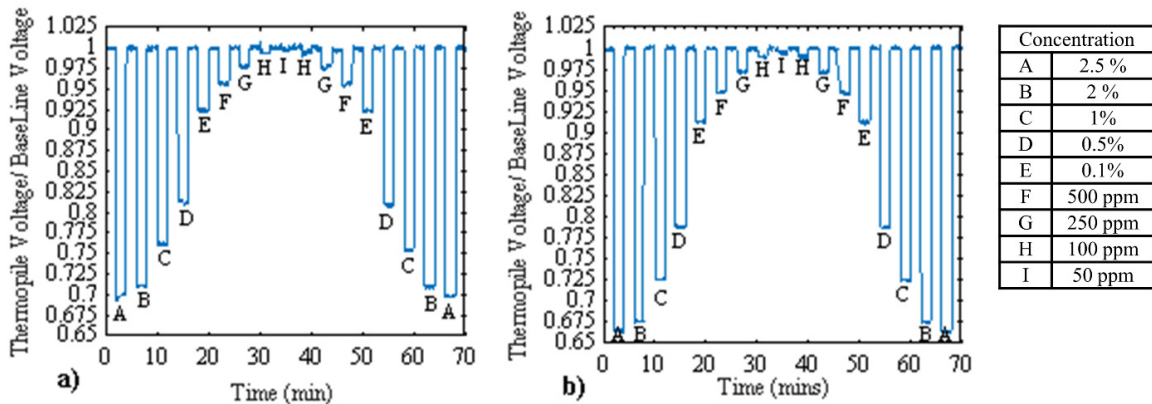 Thermopile Voltage/ BaseLine Voltage
1.025
1
0.975
0.95
0.925
0.9
0.875
0.85
0.825
0.8
0.775
0.75
0.725
0.7
0.675
0.65
A
B
C
D
E
F
G
H
I
H
G
F
E
D
C
B
A
0 10 20 30 40 50 60 70
Time (min)
a)
Thermopile Voltage/ BaseLine Voltage
1.025
1
0.975
0.95
0.925
0.9
0.875
0.85
0.825
0.8
0.775
0.75
0.725
0.7
0.675
0.65
A
B
C
D
E
F
G
H
I
H
G
F
E
D
C
B
A
0 10 20 30 40 50 60 70
Time (mins)
b)
Concentration
A 2.5 %
B 2 %
C 1%
D 0.5%
E 0.1%
F 500 ppm
G 250 ppm
H 100 ppm
I 50 ppm